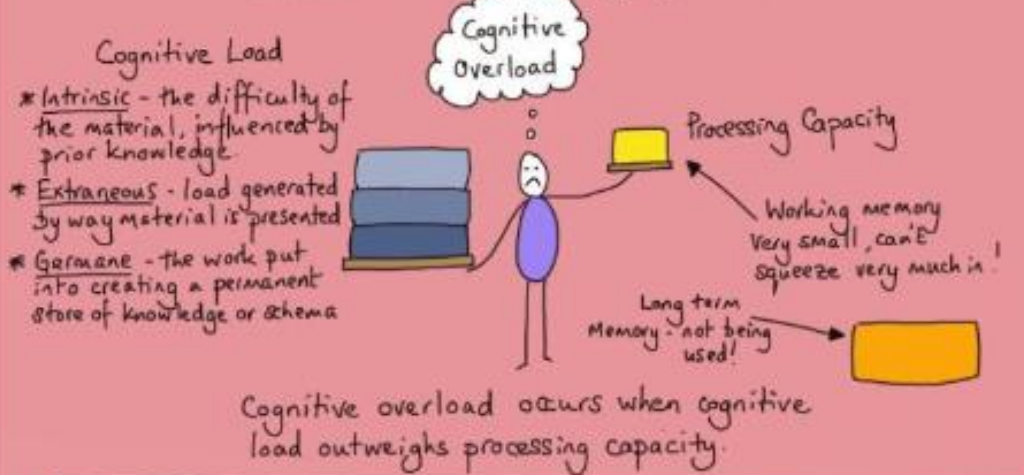 Cognitive Load
* Intrinsic - the difficulty of
the material, influenced by
prior knowledge
* Extraneous - load generated
by way material is presented
* Germane - the work put
into creating a permanent
store of knowledge or schema
Cognitive
Overload
Processing Capacity
Working memory
very small, can't
squeeze very much in!
Long term
Memory - not being
used!
Cognitive overload occurs when cognitive
load outweighs processing capacity.